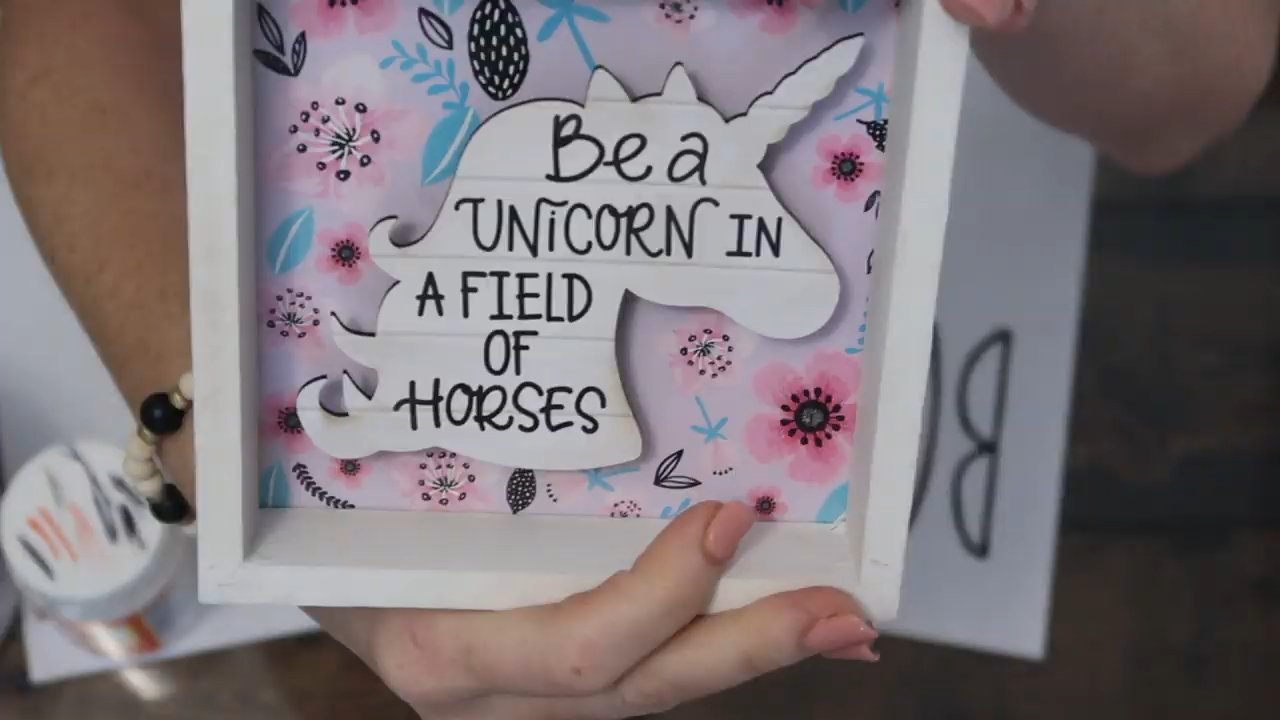 Be a
UNiCORN IN
A FIELD
OF
HORSES
B